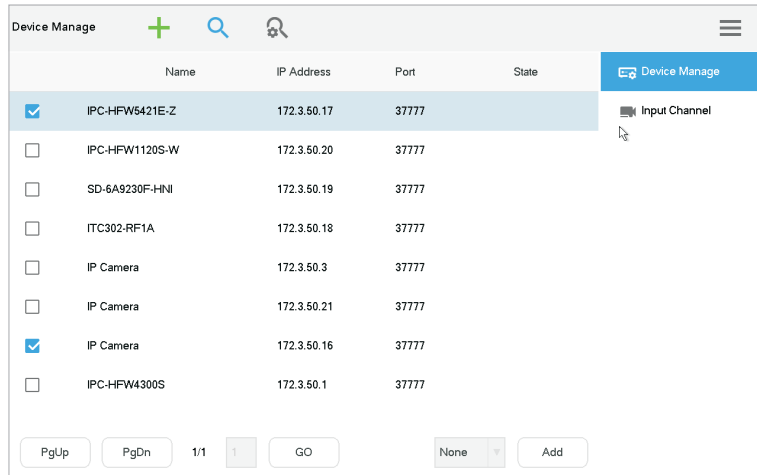 Device Manage
Name IP Address Port State
Device Manage
Input Channel
IPC-HFW5421E-Z 172.3.50.17 37777
IPC-HFW1120S-W 172.3.50.20 37777
SD-6A9230F-HNI 172.3.50.19 37777
ITC302-RF1A 172.3.50.18 37777
IP Camera 172.3.50.3 37777
IP Camera 172.3.50.21 37777
IP Camera 172.3.50.16 37777
IPC-HFW4300S 172.3.50.1 37777
PgUp PgDn 1/1 1 GO None Add